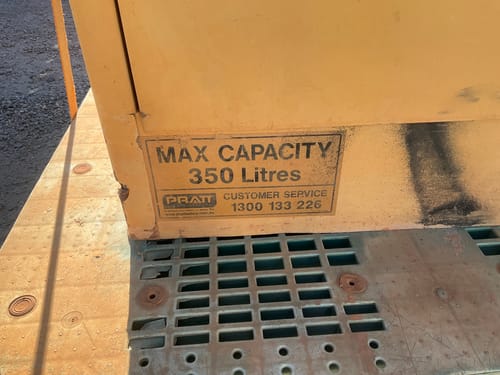 MAX CAPACITY
350 Litres
PRATT
CUSTOMER SERVICE
1300 133 226